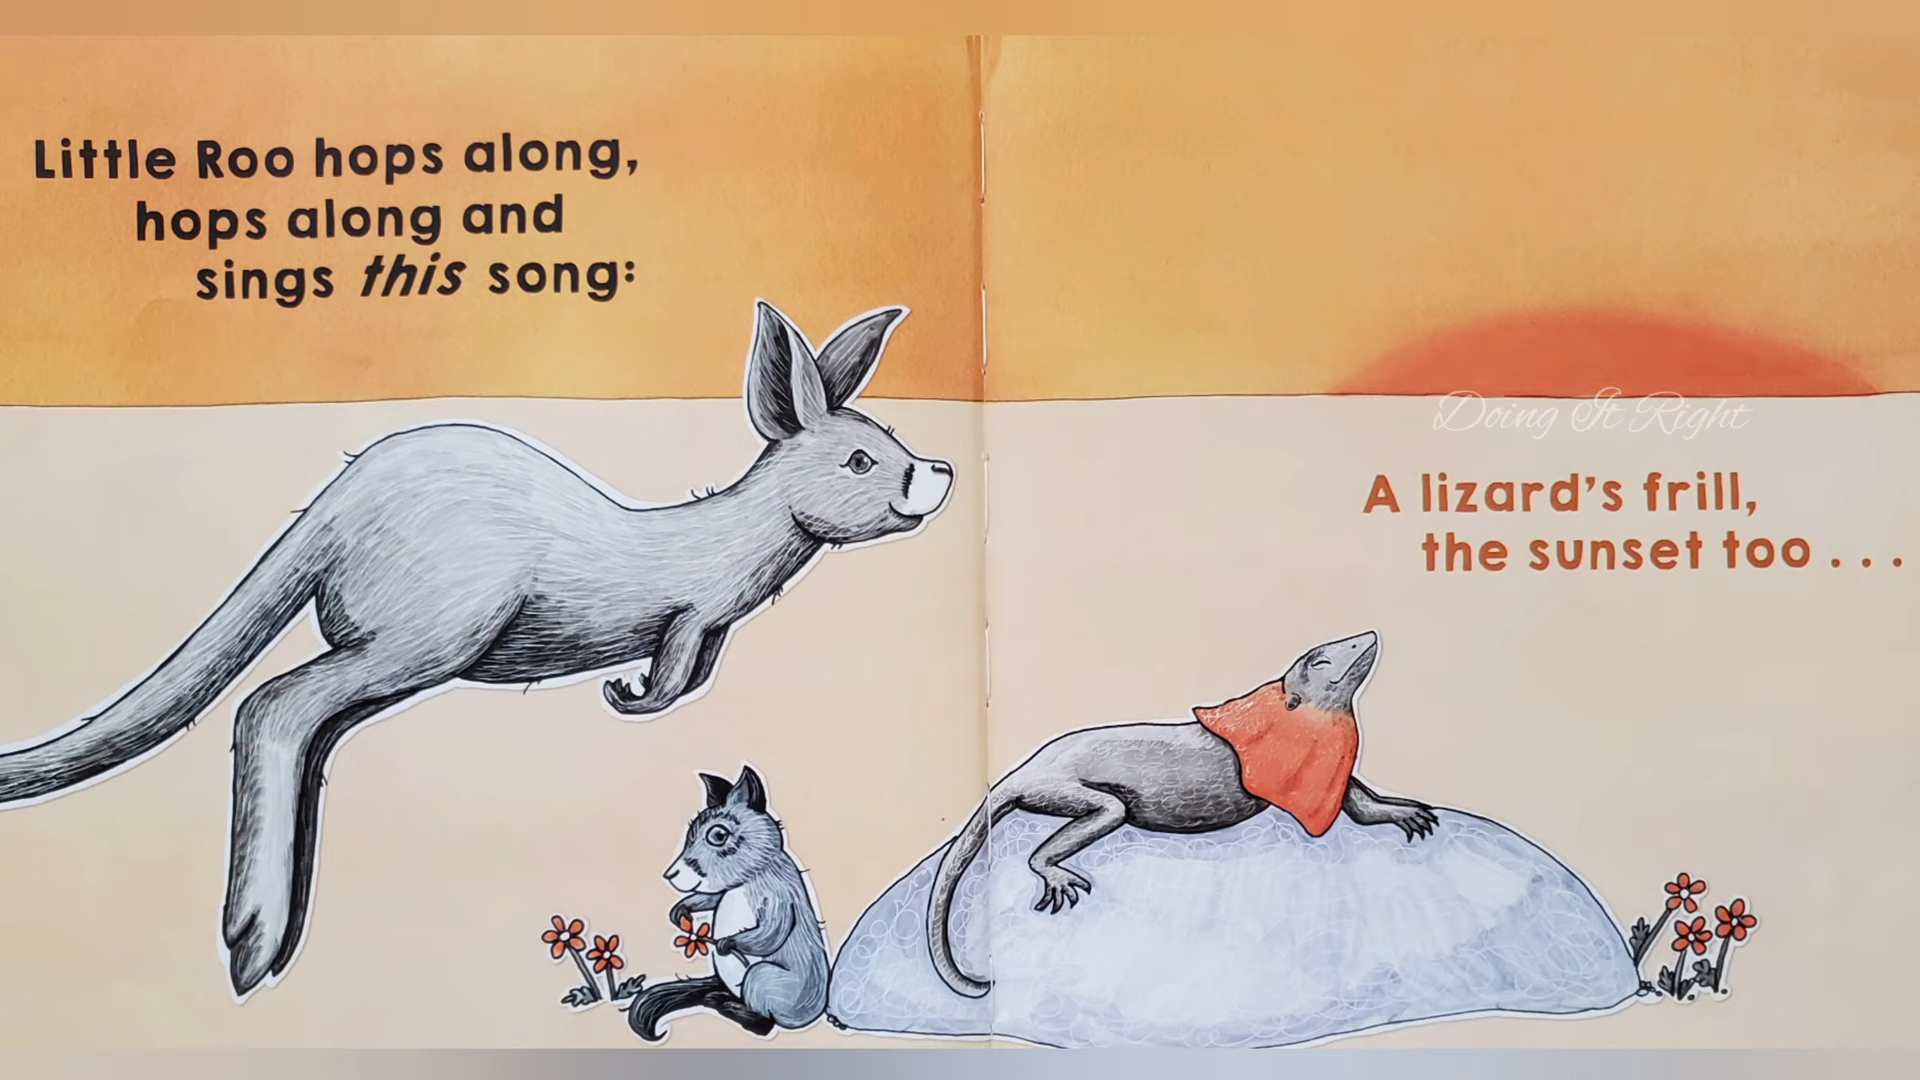 Little Roo hops along,
hops along and
sings this song:
Doing It Right
A lizard's frill,
the sunset too . . .